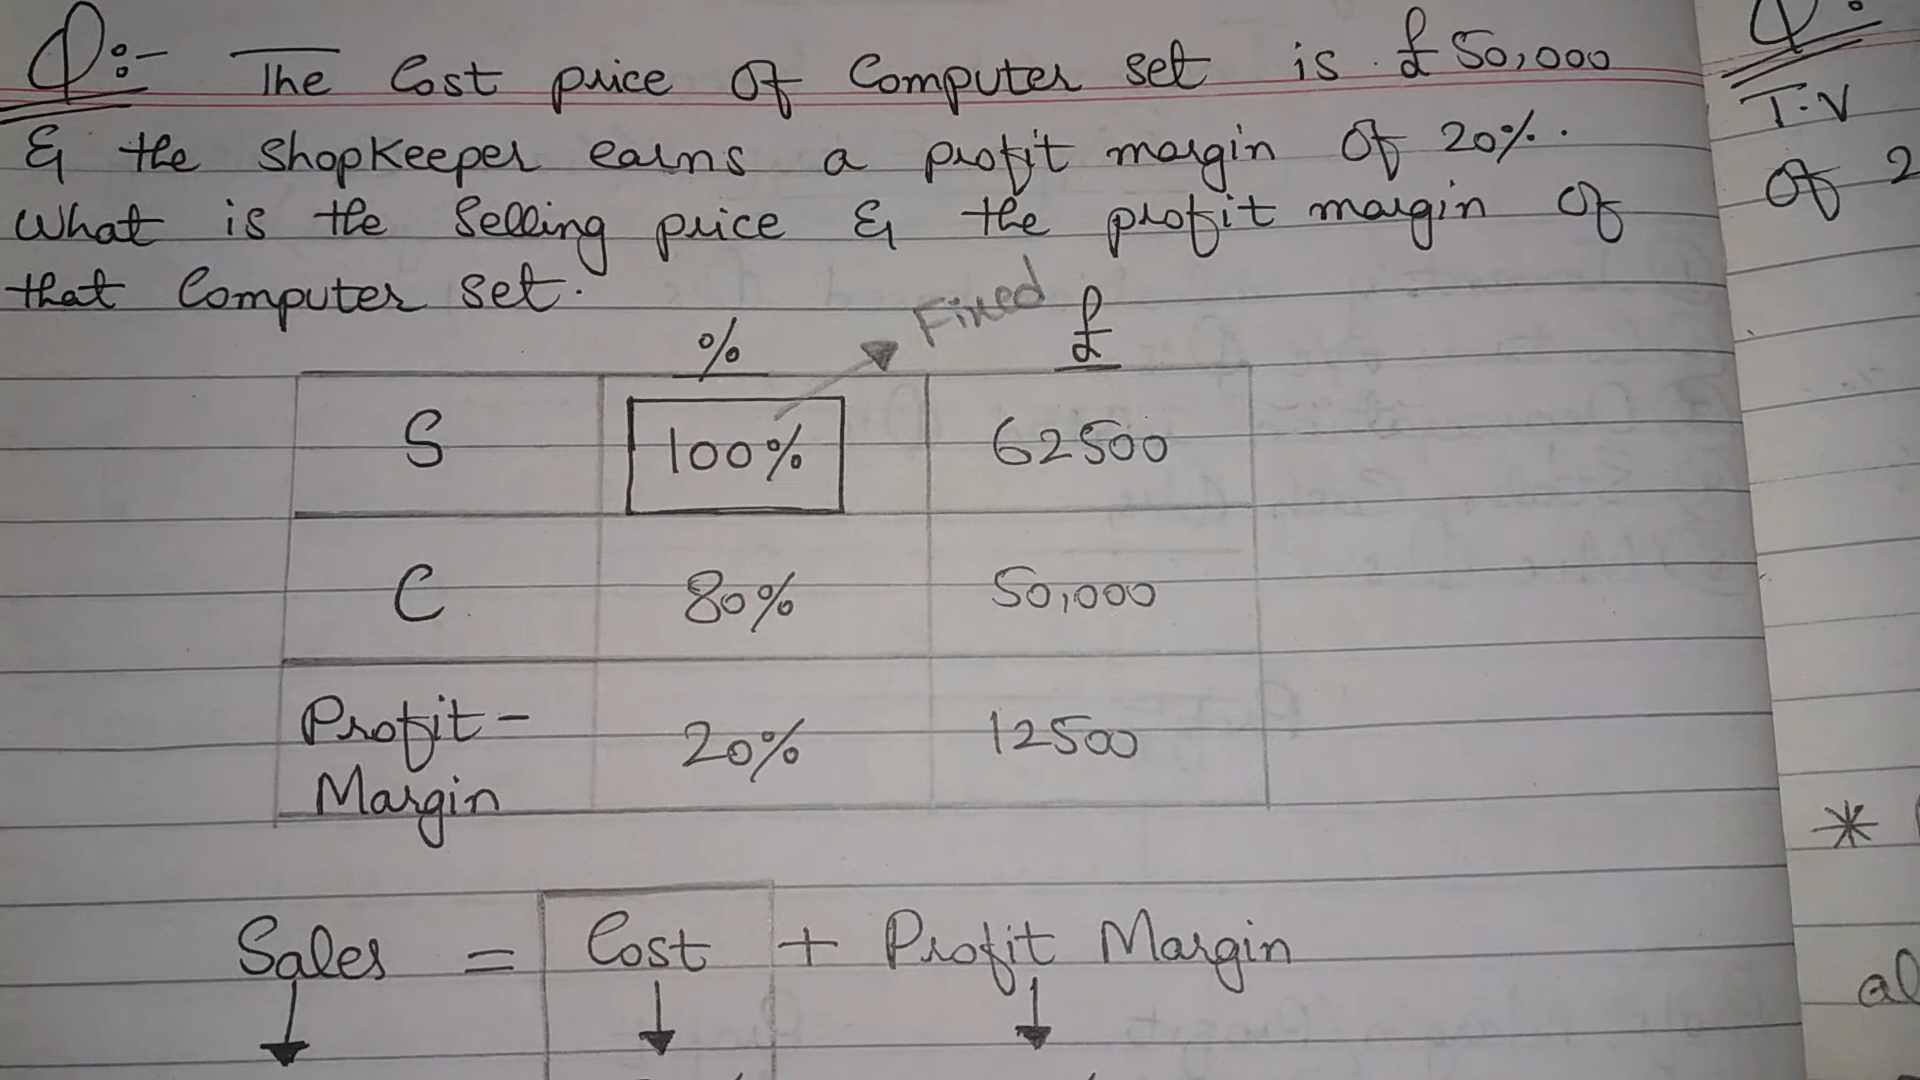 Q:- The Cost price of Computer set is £50,000
& the shopkeeper earns a profit margin of 20%.
What is the Selling price & the profit margin of
that Computer set.
Fixed
% £
S 100% 62500
C 80% 50,000
Profit- 20% 12500
Margin
Sales = Cost + Profit Margin
Q:
T.V
of 2
*
al